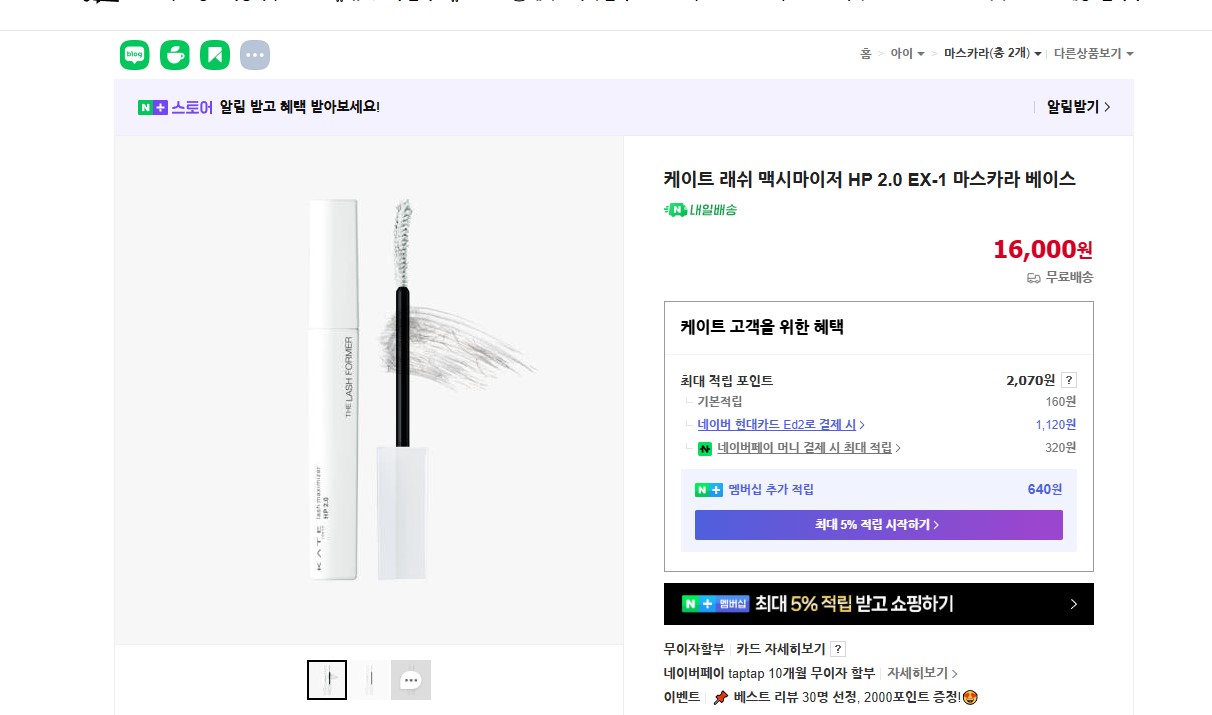 blog
홈 > 아이 > 마스카라(총 2개) 다른상품보기
N+ 스토어 알림 받고 혜택 받아보세요! 알림받기 >
케이트 래쉬 맥시마이저 HP 2.0 EX-1 마스카라 베이스
N 내일배송
16,000원
무료배송
THE LASH FORMER
KATE lash maximizer
HP 2.0
케이트 고객을 위한 혜택
최대 적립 포인트 2,070원 ?
기본적립 160원
네이버 현대카드 Ed2로 결제 시 > 1,120원
N 네이버페이 머니 결제 시 최대 적립 > 320원
N+ 멤버십 추가 적립 640원
최대 5% 적립 시작하기 >
N+ 멤버십 최대 5% 적립 받고 쇼핑하기 >
무이자할부 카드 자세히보기 ?
네이버페이 taptap 10개월 무이자 할부 자세히보기 >
이벤트 📌 베스트 리뷰 30명 선정, 2000포인트 증정!🤩